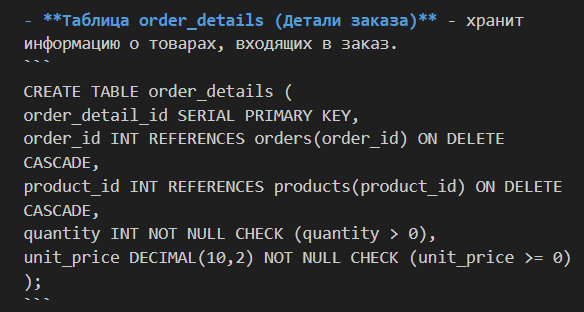 - **Таблица order_details (Детали заказа)** - хранит
информацию о товарах, входящих в заказ.
```
CREATE TABLE order_details (
order_detail_id SERIAL PRIMARY KEY,
order_id INT REFERENCES orders(order_id) ON DELETE
CASCADE,
product_id INT REFERENCES products(product_id) ON DELETE
CASCADE,
quantity INT NOT NULL CHECK (quantity > 0),
unit_price DECIMAL(10,2) NOT NULL CHECK (unit_price >= 0)
);
```